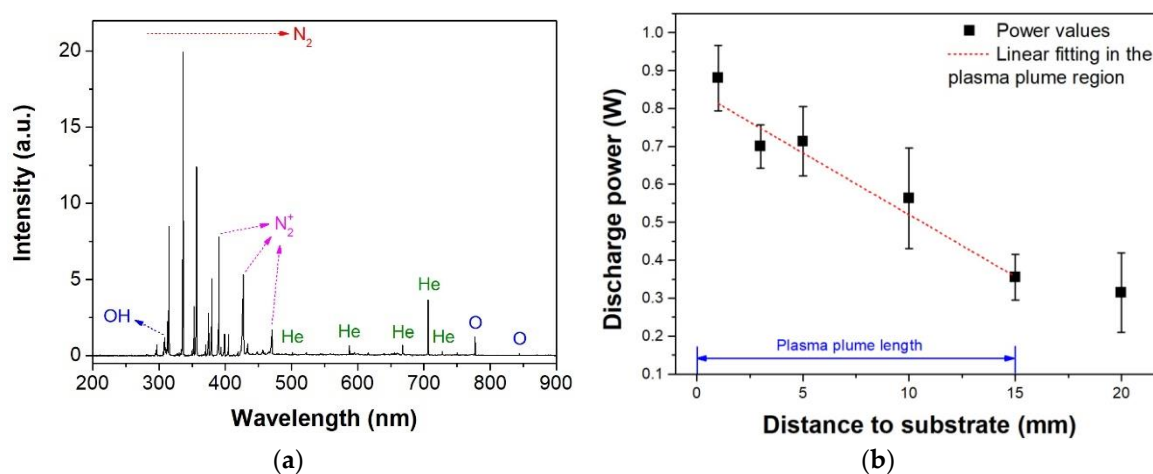 N₂
20
15
10
5
0
Intensity (a.u.)
N₂⁺
OH
He
He
He
He
He
O
O
200 300 400 500 600 700 800 900
Wavelength (nm)
(a)
1.0
0.9
0.8
0.7
0.6
0.5
0.4
0.3
0.2
0.1
Discharge power (W)
Power values
Linear fitting in the
plasma plume region
Plasma plume length
0 5 10 15 20
Distance to substrate (mm)
(b)